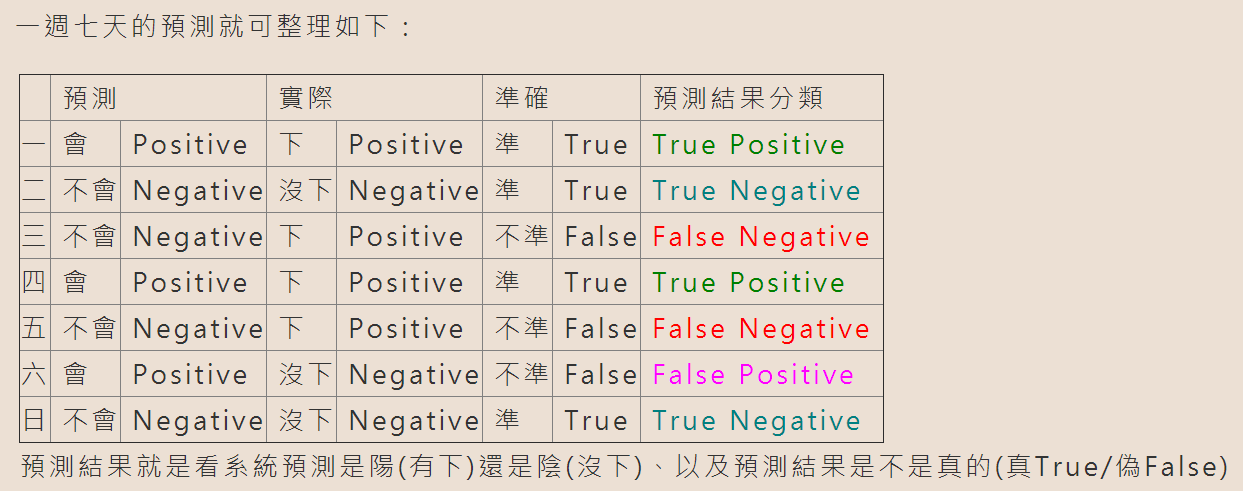 一週七天的預測就可整理如下：
預測 實際 準確 預測結果分類
一 會 Positive 下 Positive 準 True True Positive
二 不會 Negative 沒下 Negative 準 True True Negative
三 不會 Negative 下 Positive 不準 False False Negative
四 會 Positive 下 Positive 準 True True Positive
五 不會 Negative 下 Positive 不準 False False Negative
六 會 Positive 沒下 Negative 不準 False False Positive
日 不會 Negative 沒下 Negative 準 True True Negative
預測結果就是看系統預測是陽(有下)還是陰(沒下)、以及預測結果是不是真的(真True/偽False)